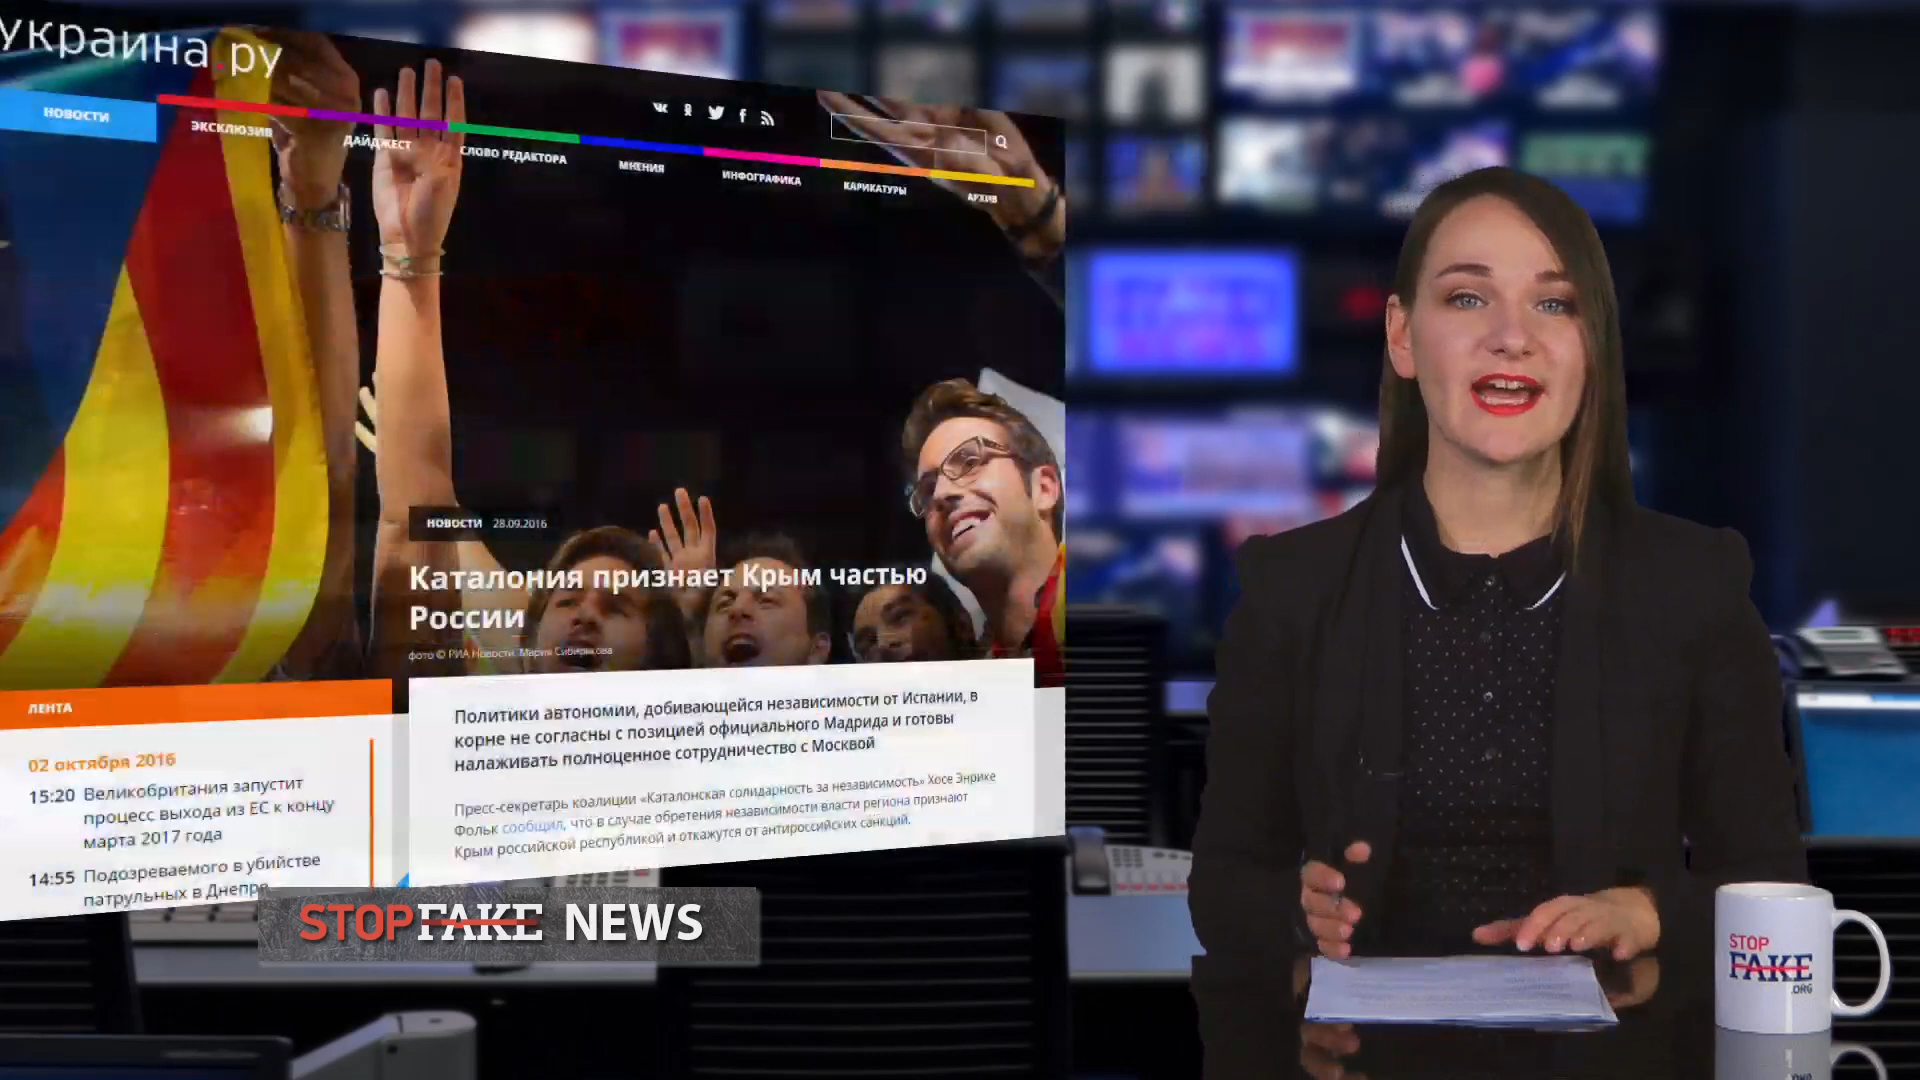 украина.ру
НОВОСТИ
ЭКСКЛЮЗИВ
ДАЙДЖЕСТ
СЛОВО РЕДАКТОРА
МНЕНИЯ
ИНФОГРАФИКА
КАРИКАТУРЫ
АРХИВ
НОВОСТИ 28.09.2016
Каталония признает Крым частью
России
фото © РИА Новости. Мария Сибирякова
Политики автономии, добивающейся независимости от Испании, в
корне не согласны с позицией официального Мадрида и готовы
налаживать полноценное сотрудничество с Москвой
Пресс-секретарь коалиции «Каталонская солидарность за независимость» Хосе Энрике
Фольк сообщил, что в случае обретения независимости власти региона признают
Крым российской республикой и откажутся от антироссийских санкций.
ЛЕНТА
02 октября 2016
15:20 Великобритания запустит
процесс выхода из ЕС к концу
марта 2017 года
14:55 Подозреваемого в убийстве
патрульных в Днепре
STOPFAKE NEWS
STOP
FAKE
.ORG